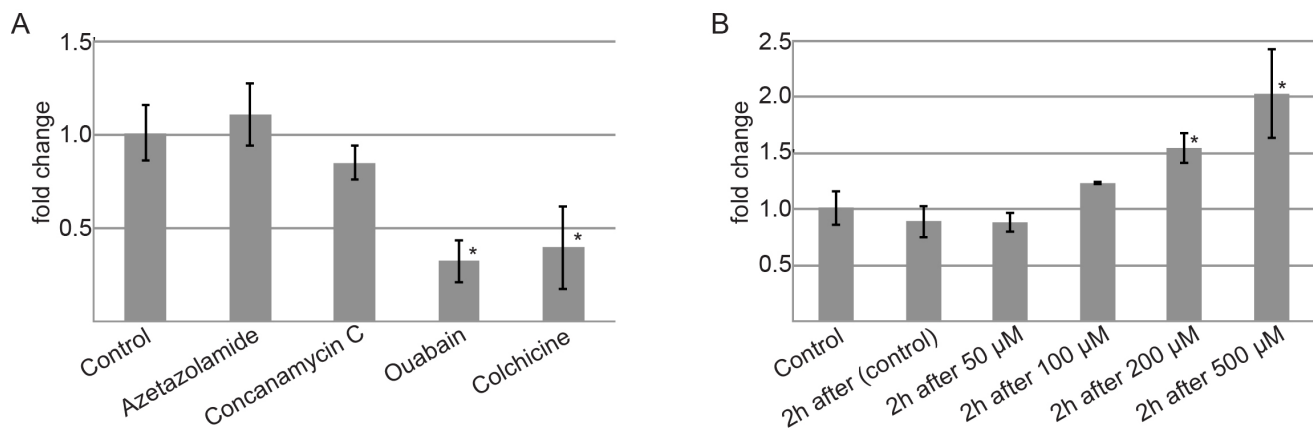 A
fold change
1.5
1.0
0.5
*
*
Control
Azetazolamide
Concanamycin C
Ouabain
Colchicine
B
fold change
2.5
2.0
1.5
1.0
0.5
*
*
Control
2h after (control)
2h after 50 µM
2h after 100 µM
2h after 200 µM
2h after 500 µM